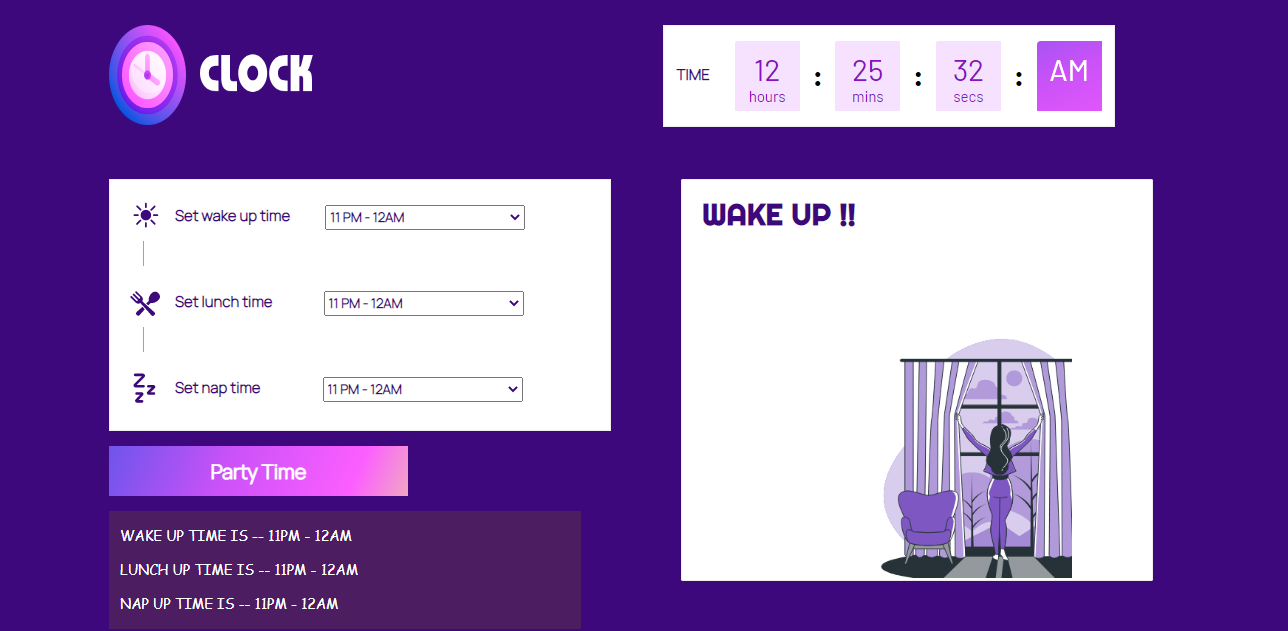 CLOCK
TIME
12 : 25 : 32 AM
hours mins secs
Set wake up time 11 PM - 12AM
Set lunch time 11 PM - 12AM
Set nap time 11 PM - 12AM
Party Time
WAKE UP TIME IS -- 11PM - 12AM
LUNCH UP TIME IS -- 11PM - 12AM
NAP UP TIME IS -- 11PM - 12AM
WAKE UP !!